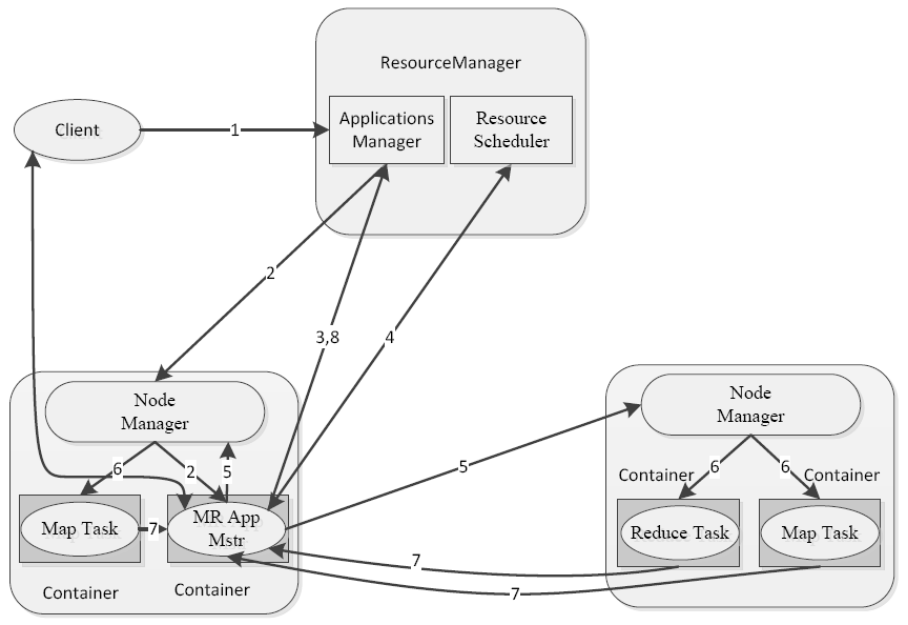 ResourceManager
Applications
Manager
Resource
Scheduler
Client
1
2
3,8
4
Node
Manager
6
2
5
Map Task
7
MR App
Mstr
Container
Container
5
Node
Manager
Container
6
6
Container
Reduce Task
Map Task
7
7